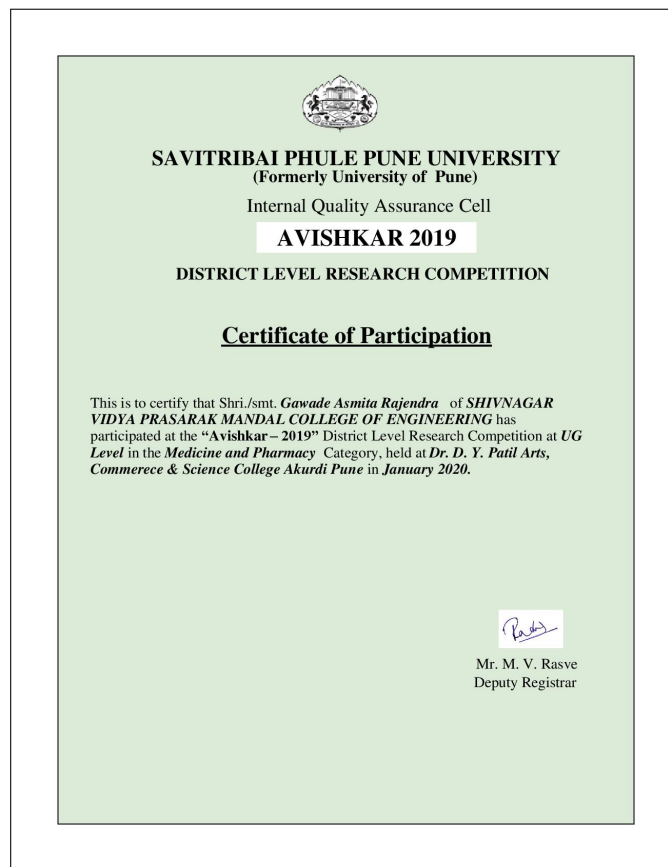 SAVITRIBAI PHULE PUNE UNIVERSITY
(Formerly University of Pune)
Internal Quality Assurance Cell
AVISHKAR 2019
DISTRICT LEVEL RESEARCH COMPETITION
Certificate of Participation
This is to certify that Shri./smt. Gawade Asmita Rajendra of SHIVNAGAR
VIDYA PRASARAK MANDAL COLLEGE OF ENGINEERING has
participated at the “Avishkar – 2019” District Level Research Competition at UG
Level in the Medicine and Pharmacy Category, held at Dr. D. Y. Patil Arts,
Commerece & Science College Akurdi Pune in January 2020.
Mr. M. V. Rasve
Deputy Registrar